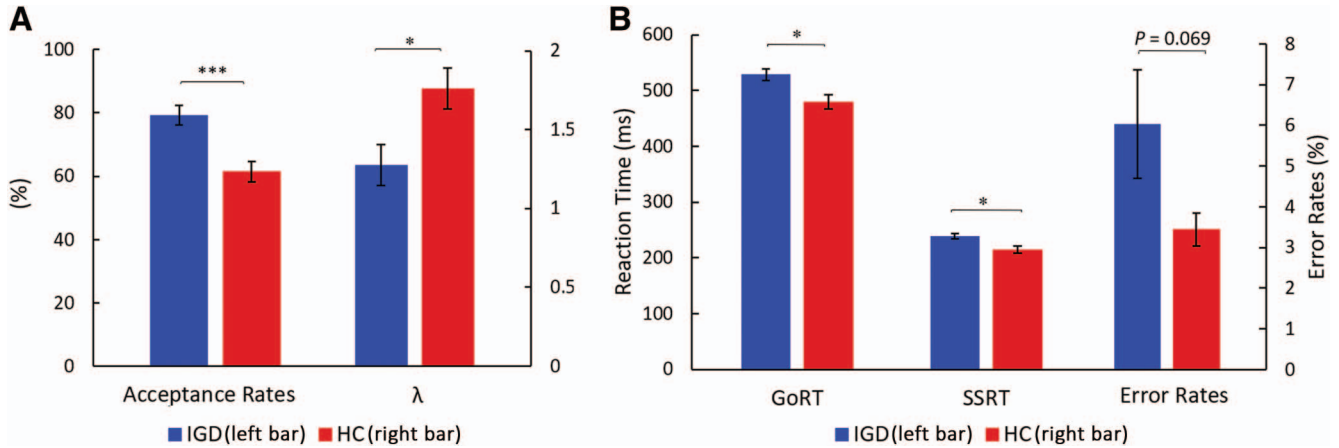 A
100
80
60
40
20
0
(%)
***
*
2
1.5
1
0.5
0
Acceptance Rates
λ
IGD(left bar)
HC(right bar)
B
600
500
400
300
200
100
0
Reaction Time (ms)
*
*
P = 0.069
8
7
6
5
4
3
2
1
0
Error Rates (%)
GoRT
SSRT
Error Rates
IGD(left bar)
HC(right bar)